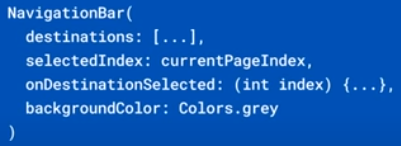 NavigationBar(
  destinations: [...],
  selectedIndex: currentPageIndex,
  onDestinationSelected: (int index) {...},
  backgroundColor: Colors.grey
)